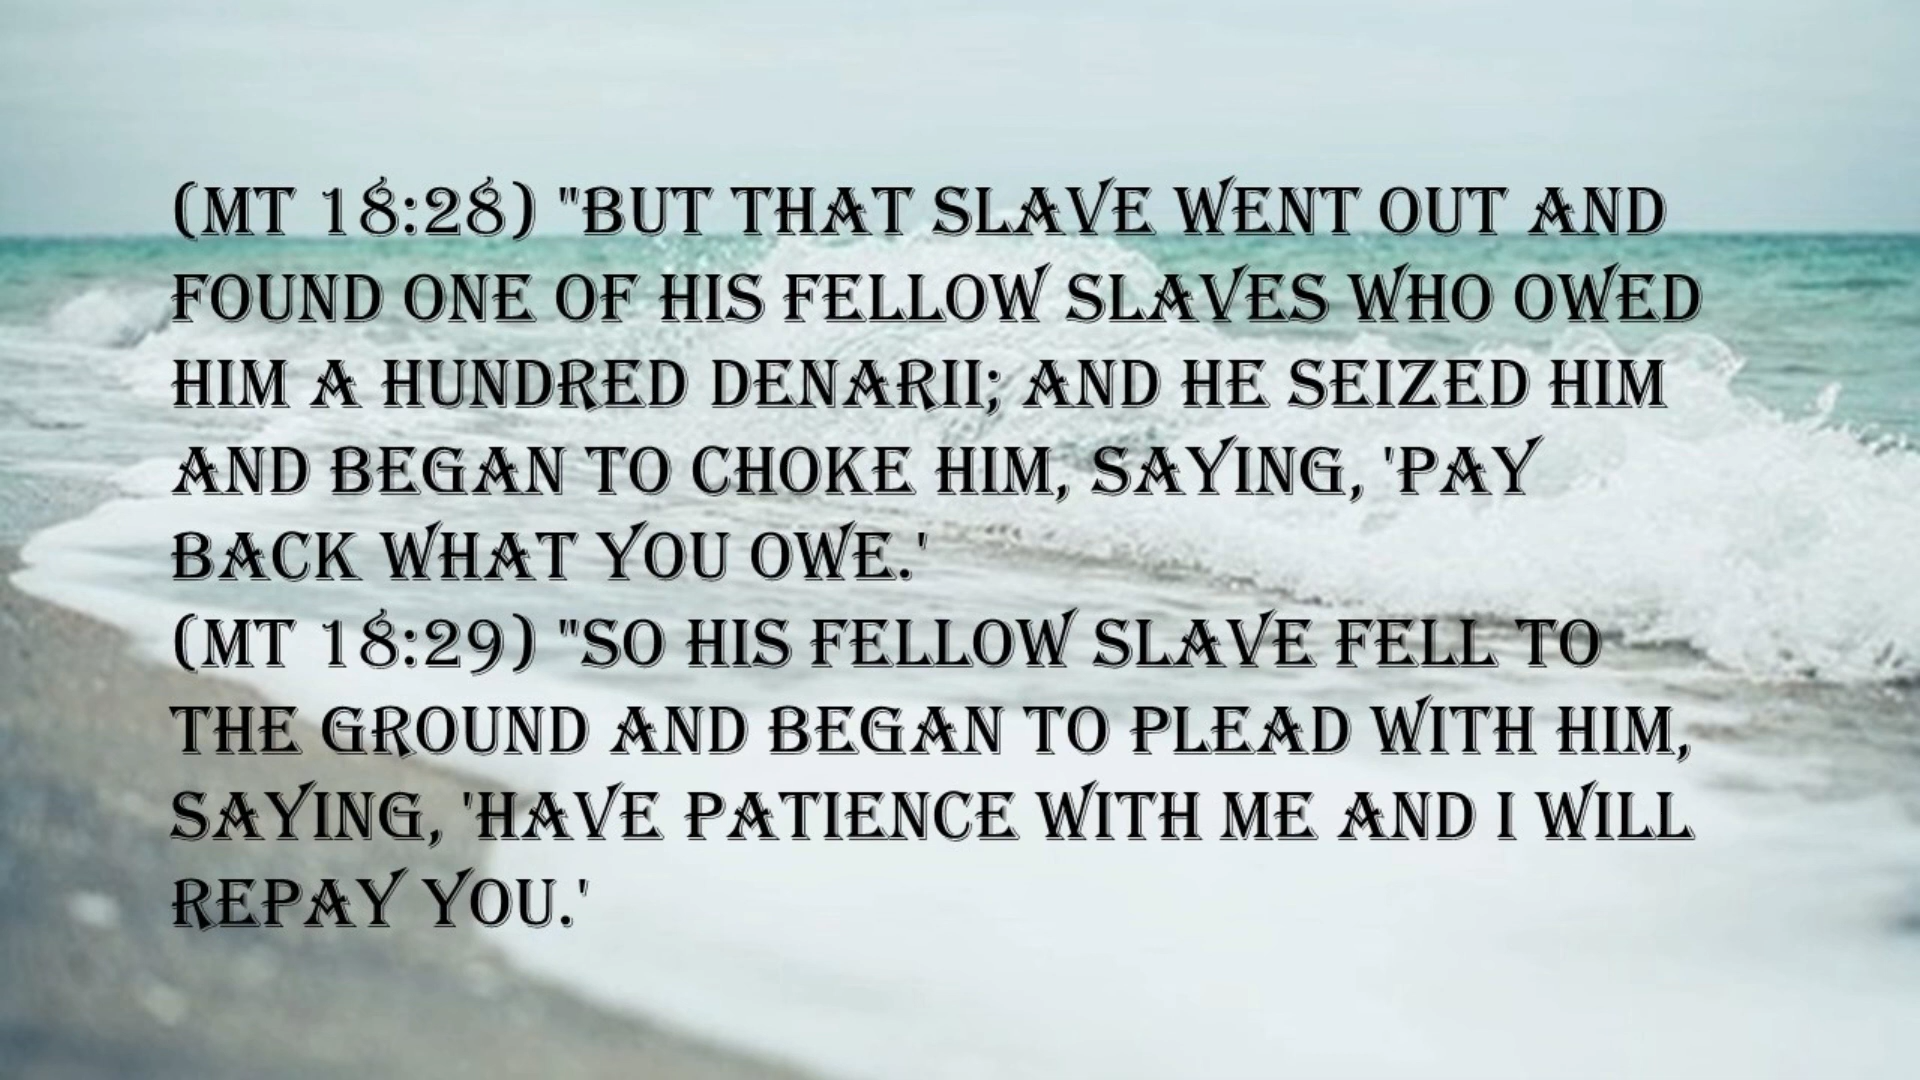 (MT 18:28) "BUT THAT SLAVE WENT OUT AND
FOUND ONE OF HIS FELLOW SLAVES WHO OWED
HIM A HUNDRED DENARII; AND HE SEIZED HIM
AND BEGAN TO CHOKE HIM, SAYING, 'PAY
BACK WHAT YOU OWE.'
(MT 18:29) "SO HIS FELLOW SLAVE FELL TO
THE GROUND AND BEGAN TO PLEAD WITH HIM,
SAYING, 'HAVE PATIENCE WITH ME AND I WILL
REPAY YOU.'